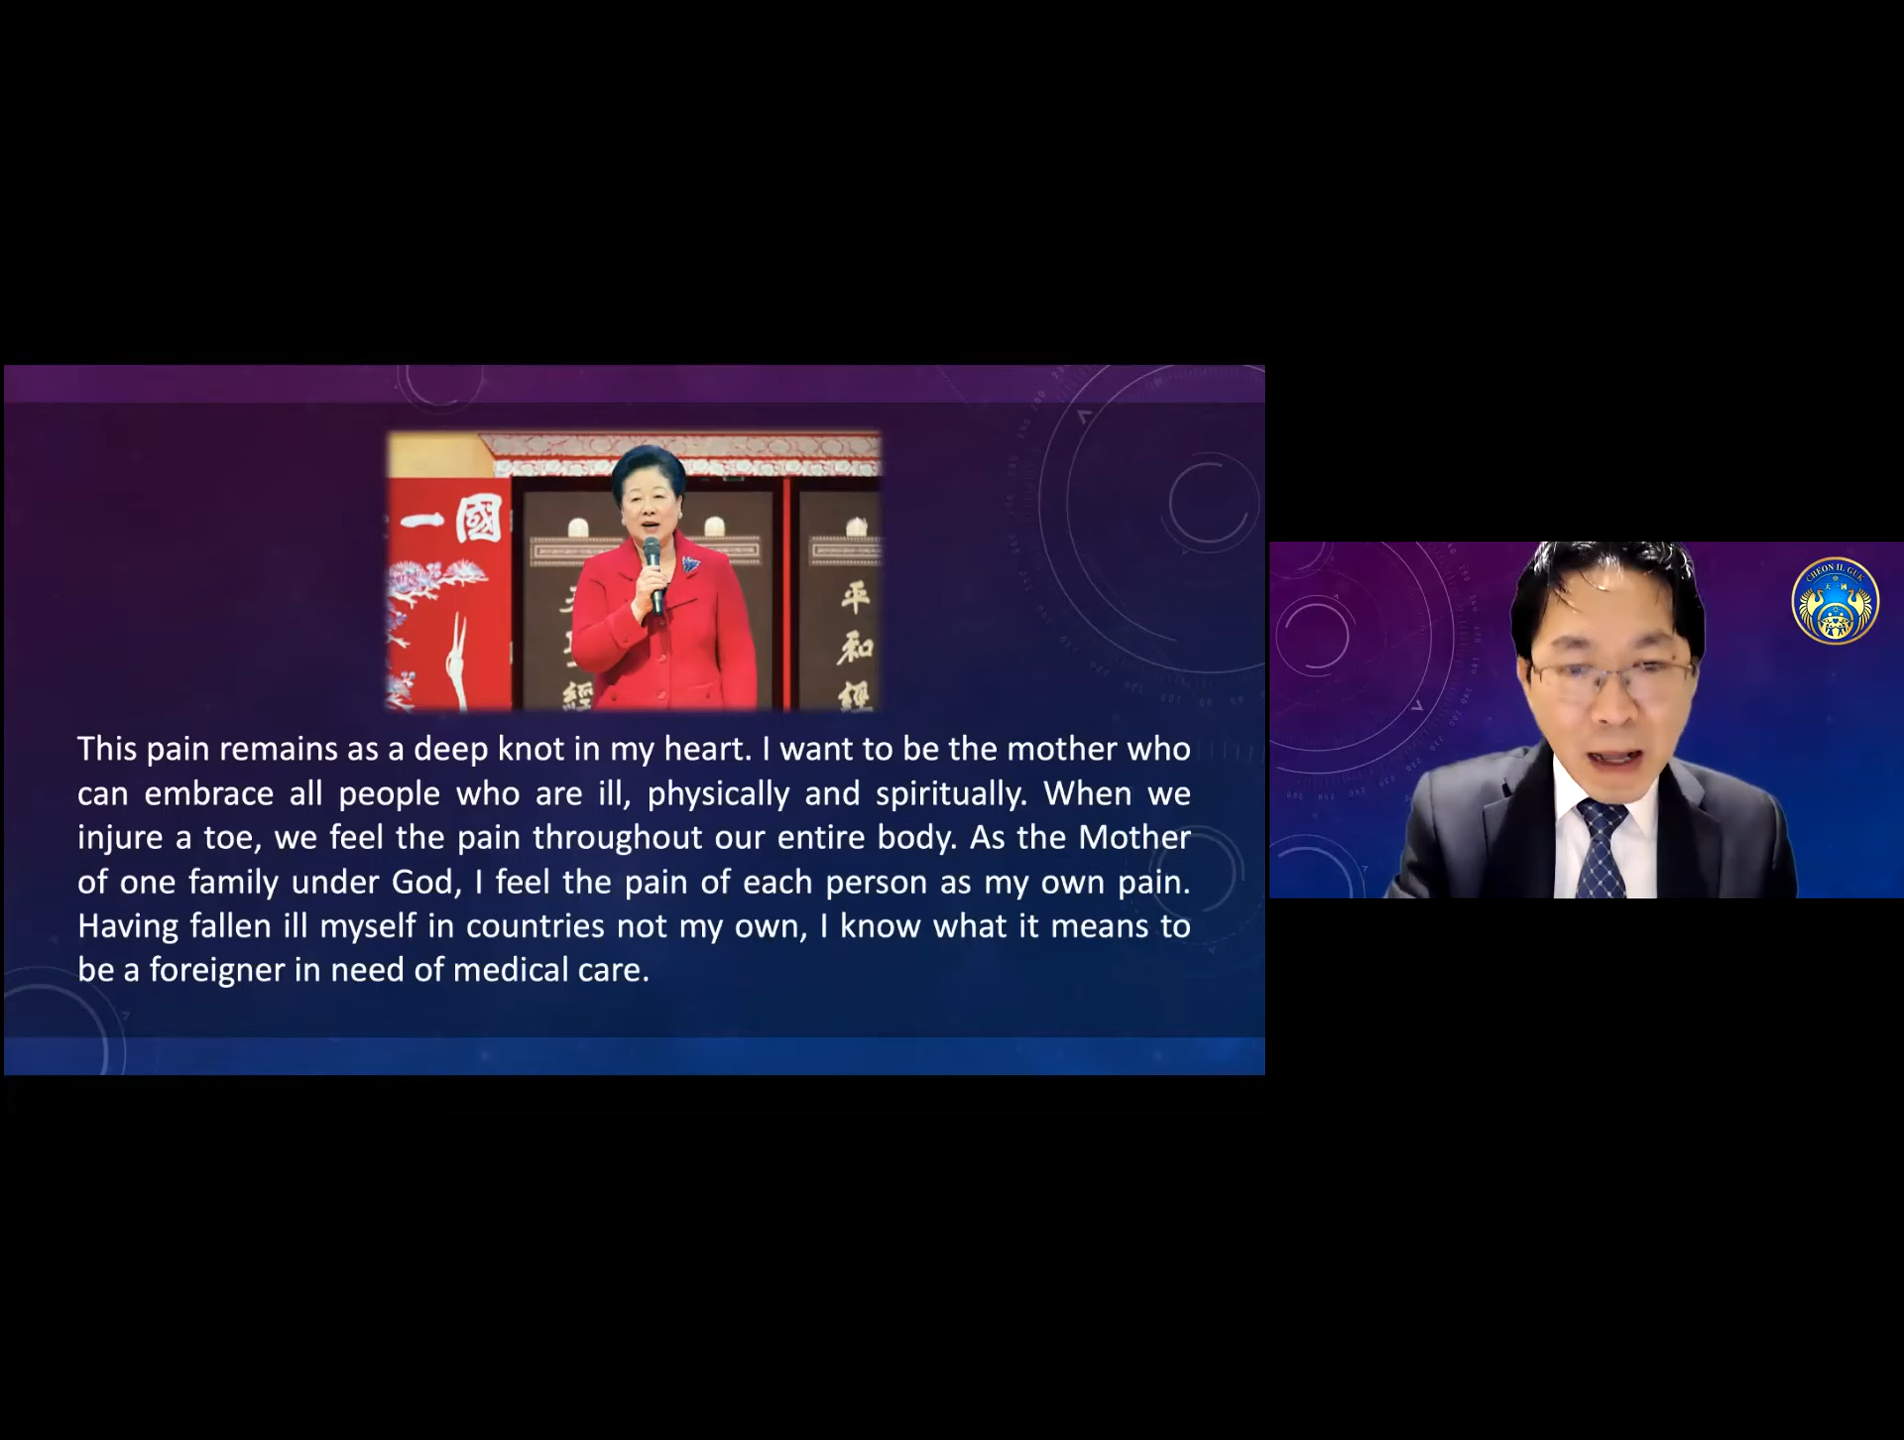 一國
天
經
平
和
經
This pain remains as a deep knot in my heart. I want to be the mother who
can embrace all people who are ill, physically and spiritually. When we
injure a toe, we feel the pain throughout our entire body. As the Mother
of one family under God, I feel the pain of each person as my own pain.
Having fallen ill myself in countries not my own, I know what it means to
be a foreigner in need of medical care.
CHEON IL GUK